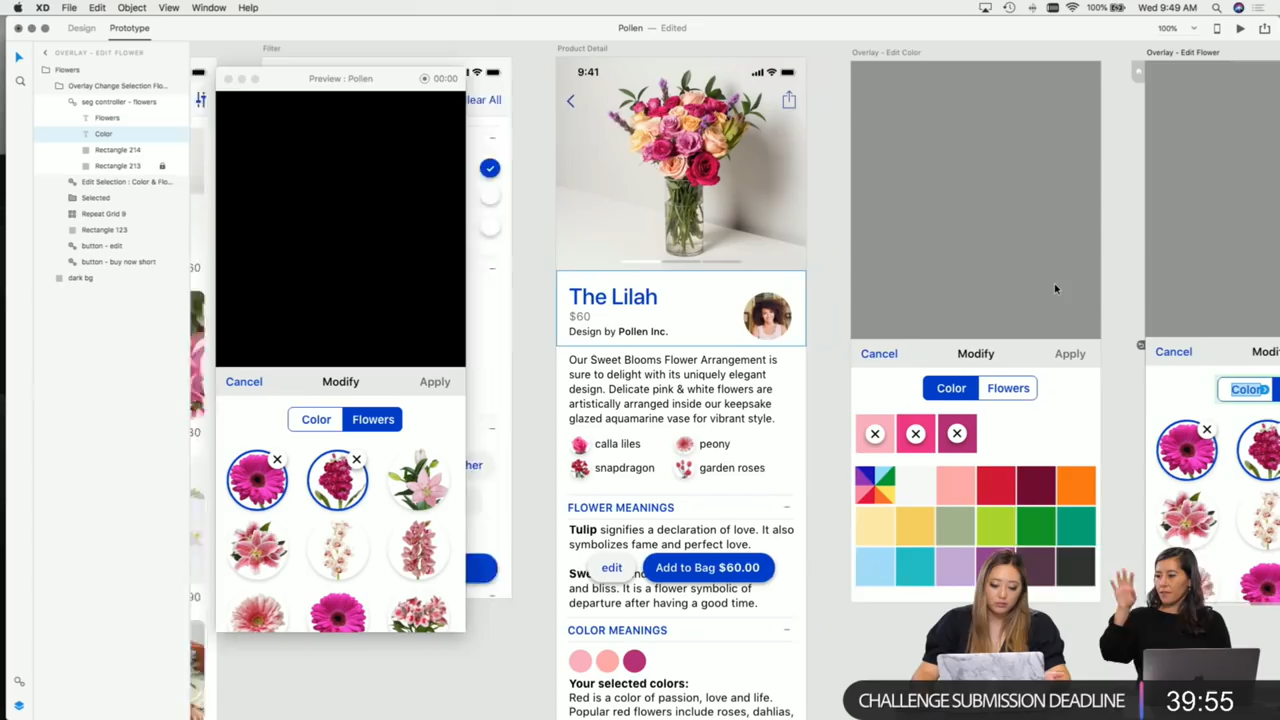 XD File Edit Object View Window Help
100% Wed 9:49 AM
Design Prototype
Pollen — Edited
100%
OVERLAY - EDIT FLOWER
Flowers
Overlay Change Selection Flo...
seg controller - flowers
Flowers
Color
Rectangle 214
Rectangle 213
Edit Selection : Color & Flo...
Selected
Repeat Grid 9
Rectangle 123
button - edit
button - buy now short
dark bg
Filter
Preview : Pollen
00:00
Clear All
Cancel Modify Apply
Color Flowers
Product Detail
9:41
The Lilah
$60
Design by Pollen Inc.
Our Sweet Blooms Flower Arrangement is
sure to delight with its uniquely elegant
design. Delicate pink & white flowers are
artistically arranged inside our keepsake
glazed aquamarine vase for vibrant style.
calla liles peony
snapdragon garden roses
FLOWER MEANINGS
Tulip signifies a declaration of love. It also
symbolizes fame and perfect love.
edit Add to Bag $60.00
and bliss. It is a flower symbolic of
departure after having a good time.
COLOR MEANINGS
Your selected colors:
Red is a color of passion, love and life.
Popular red flowers include roses, dahlias,
Overlay - Edit Color
Cancel Modify Apply
Color Flowers
Overlay - Edit Flower
Cancel Modi
Color
CHALLENGE SUBMISSION DEADLINE 39:55